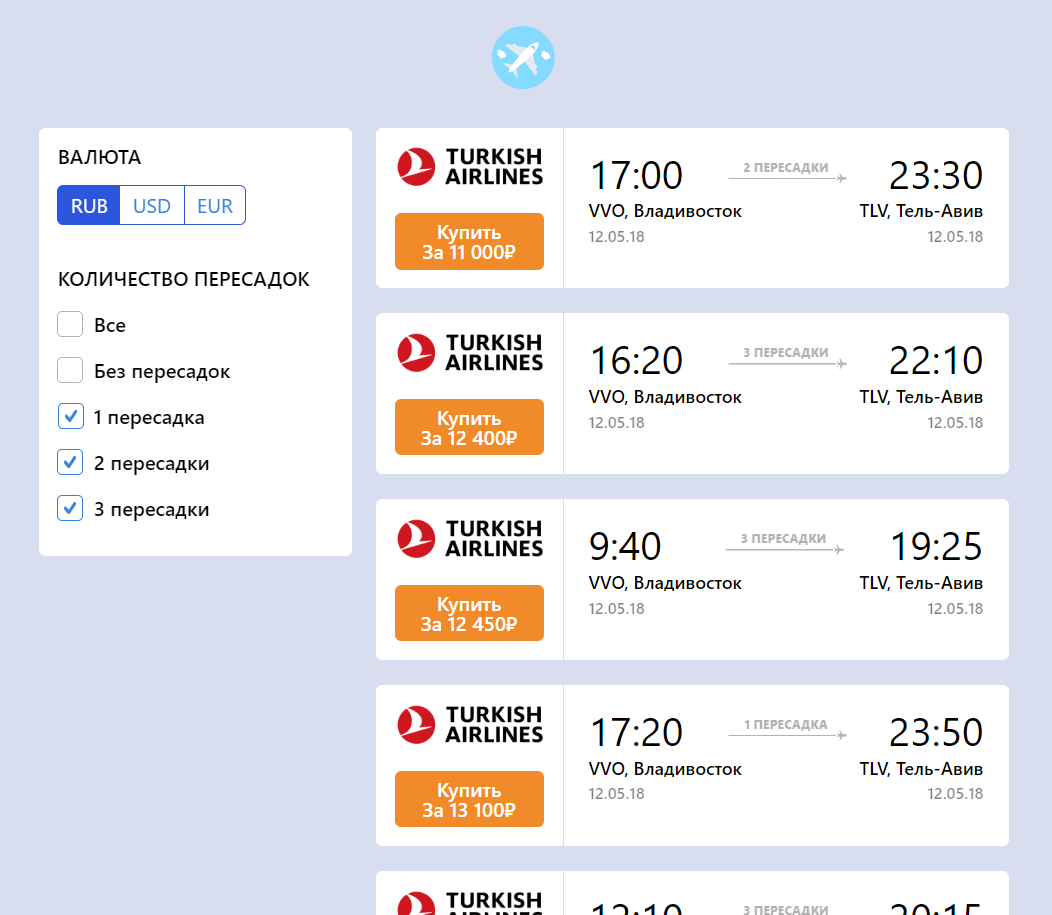 ВАЛЮТА
RUB USD EUR
КОЛИЧЕСТВО ПЕРЕСАДОК
Все
Без пересадок
1 пересадка
2 пересадки
3 пересадки
TURKISH
AIRLINES
Купить
За 11 000₽
17:00 2 ПЕРЕСАДКИ 23:30
VVO, Владивосток TLV, Тель-Авив
12.05.18 12.05.18
TURKISH
AIRLINES
Купить
За 12 400₽
16:20 3 ПЕРЕСАДКИ 22:10
VVO, Владивосток TLV, Тель-Авив
12.05.18 12.05.18
TURKISH
AIRLINES
Купить
За 12 450₽
9:40 3 ПЕРЕСАДКИ 19:25
VVO, Владивосток TLV, Тель-Авив
12.05.18 12.05.18
TURKISH
AIRLINES
Купить
За 13 100₽
17:20 1 ПЕРЕСАДКА 23:50
VVO, Владивосток TLV, Тель-Авив
12.05.18 12.05.18
TURKISH
AIRLINES
12:10 3 ПЕРЕСАДКИ 20:15